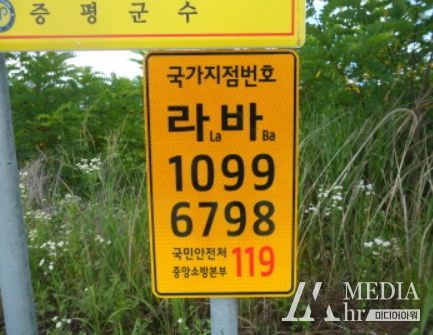 증평군수
국가지점번호
라La바Ba
1099
6798
국민안전처
중앙소방본부 119
MEDIA
hr 미디어아워